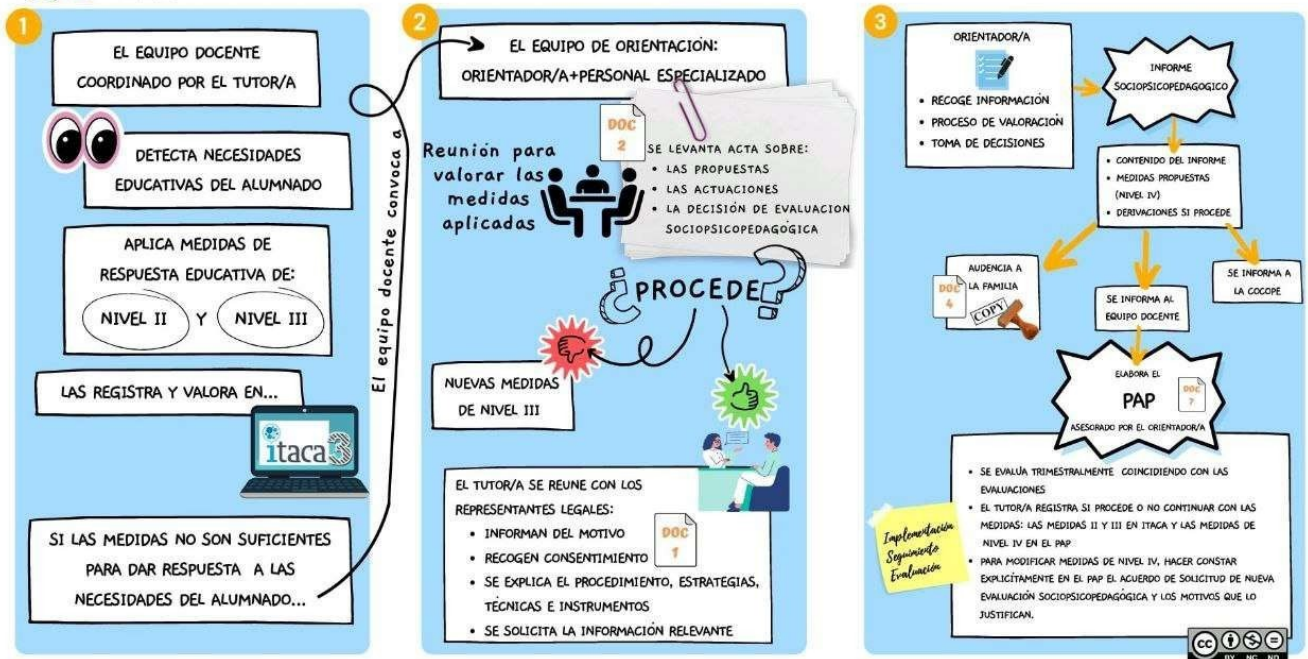 1
EL EQUIPO DOCENTE
COORDINADO POR EL TUTOR/A
DETECTA NECESIDADES
EDUCATIVAS DEL ALUMNADO
APLICA MEDIDAS DE
RESPUESTA EDUCATIVA DE:
NIVEL II Y NIVEL III
LAS REGISTRA Y VALORA EN...
itaca3
SI LAS MEDIDAS NO SON SUFICIENTES
PARA DAR RESPUESTA A LAS
NECESIDADES DEL ALUMNADO...
El equipo docente convoca a
2
EL EQUIPO DE ORIENTACIÓN:
ORIENTADOR/A+PERSONAL ESPECIALIZADO
Reunión para
valorar las
medidas
aplicadas
DOC
2
SE LEVANTA ACTA SOBRE:
• LAS PROPUESTAS
• LAS ACTUACIONES
• LA DECISIÓN DE EVALUACION
SOCIOPSICOPEDAGÓGICA
¿PROCEDE?
NUEVAS MEDIDAS
DE NIVEL III
EL TUTOR/A SE REUNE CON LOS
REPRESENTANTES LEGALES:
• INFORMAN DEL MOTIVO
• RECOGEN CONSENTIMIENTO
• SE EXPLICA EL PROCEDIMIENTO, ESTRATEGIAS,
TÉCNICAS E INSTRUMENTOS
• SE SOLICITA LA INFORMACIÓN RELEVANTE
DOC
1
3
ORIENTADOR/A
• RECOGE INFORMACIÓN
• PROCESO DE VALORACIÓN
• TOMA DE DECISIONES
INFORME
SOCIOPSICOPEDAGOGICO
• CONTENIDO DEL INFORME
• MEDIDAS PROPUESTAS
(NIVEL IV)
• DERIVACIONES SI PROCEDE
AUDENCIA A
LA FAMILIA
DOC
4
COPY
SE INFORMA AL
EQUIPO DOCENTE
SE INFORMA A
LA COCOPE
ELABORA EL
PAP
DOC
7
ASESORADO POR EL ORIENTADOR/A
• SE EVALÚA TRIMESTRALMENTE COINCIDIENDO CON LAS
EVALUACIONES
• EL TUTOR/A REGISTRA SI PROCEDE O NO CONTINUAR CON LAS
MEDIDAS: LAS MEDIDAS II Y III EN ITACA Y LAS MEDIDAS DE
NIVEL IV EN EL PAP
• PARA MODIFICAR MEDIDAS DE NIVEL IV, HACER CONSTAR
EXPLICÍTAMENTE EN EL PAP EL ACUERDO DE SOLICITUD DE NUEVA
EVALUACIÓN SOCIOPSICOPEDAGÓGICA Y LOS MOTIVOS QUE LO
JUSTIFICAN.
Implementación
Seguimiento
Evaluación
cc
BY NC ND